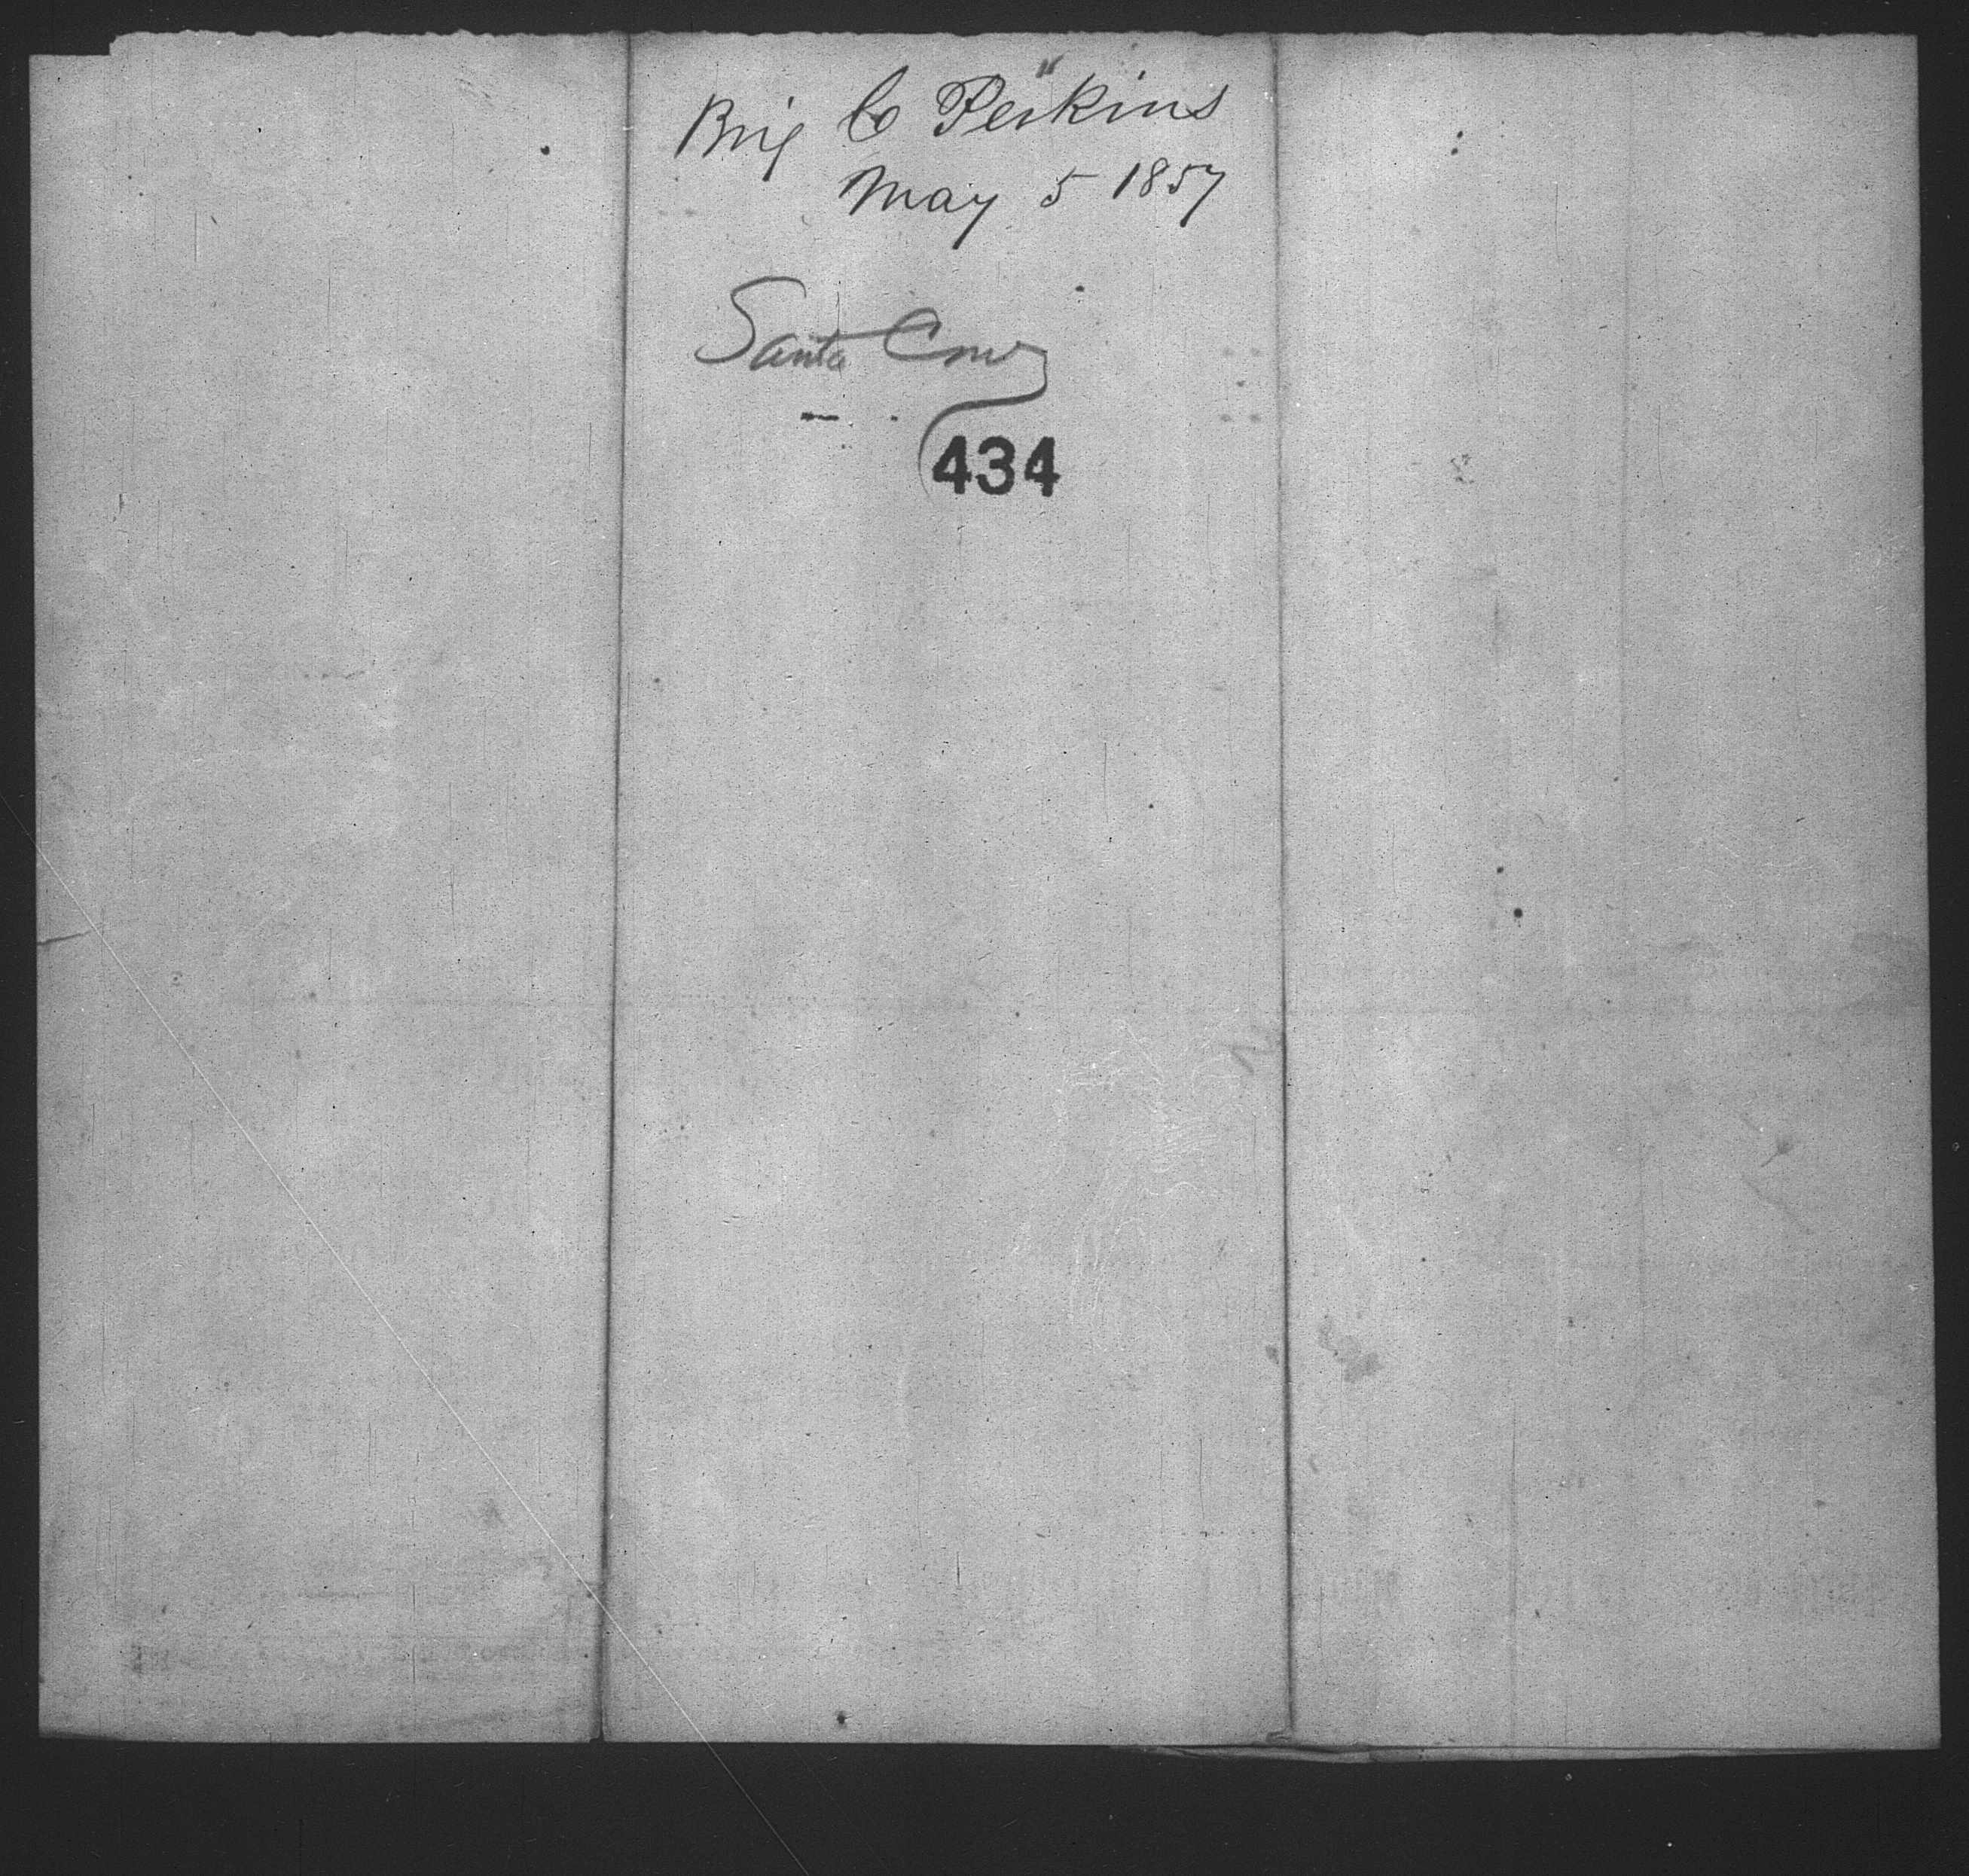 Brig C Perkins
May 5 1857
Santa Cruz
434